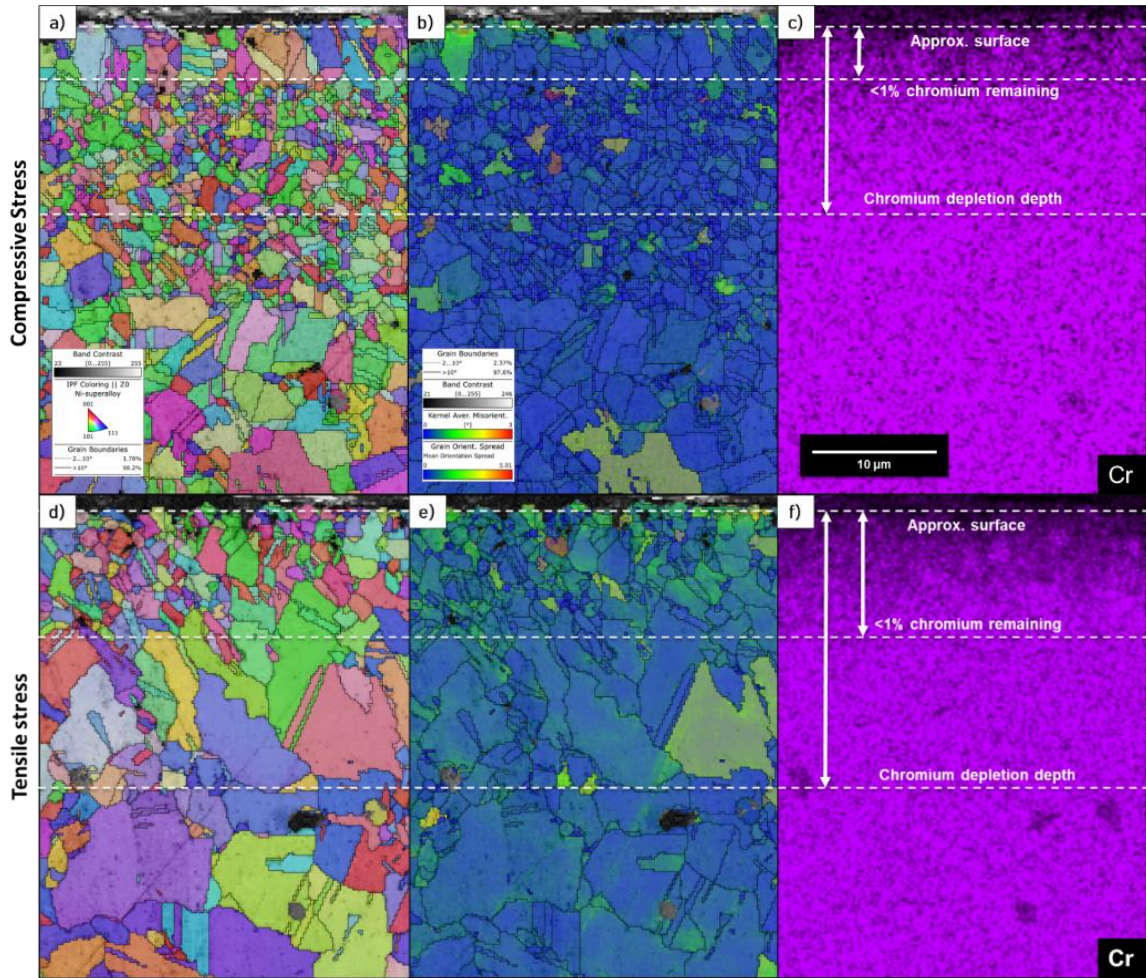 Compressive Stress
a)
b)
c)
Approx. surface
<1% chromium remaining
Chromium depletion depth
Band Contrast
23 [0...255] 255
IPF Coloring || Z0
Ni-superalloy
001
101 111
Grain Boundaries
2...10° 1.79%
>10° 98.2%
Grain Boundaries
2...10° 2.37%
>10° 97.6%
Band Contrast
21 [0...255] 246
Kernel Aver. Misorient.
0 [°] 3
Grain Orient. Spread
Mean Orientation Spread
0 5.01
10 µm
Cr
Tensile stress
d)
e)
f)
Approx. surface
<1% chromium remaining
Chromium depletion depth
Cr